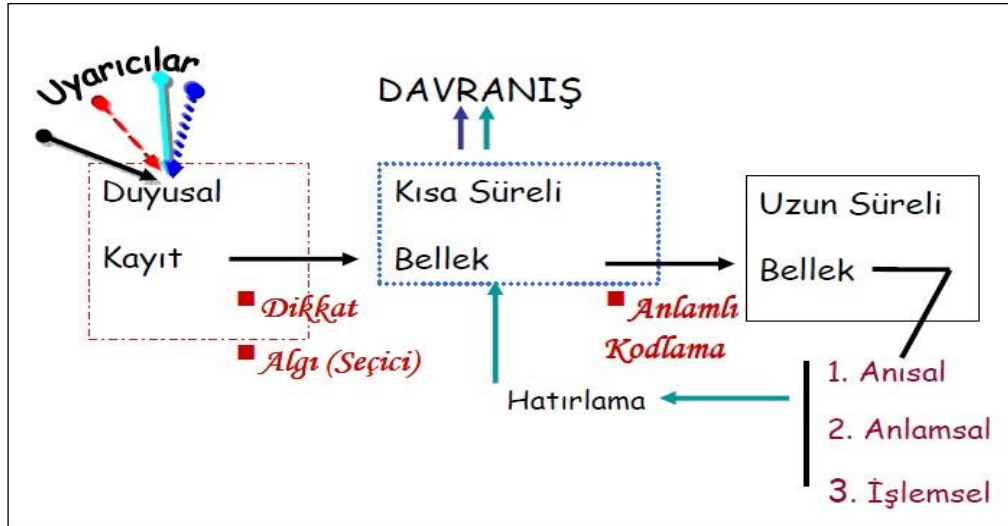 Uyarıcılar
DAVRANIŞ
Duyusal
Kayıt
Kısa Süreli
Bellek
Uzun Süreli
Bellek
Dikkat
Algı (Seçici)
Anlamlı
Kodlama
Hatırlama
1. Anısal
2. Anlamsal
3. İşlemsel